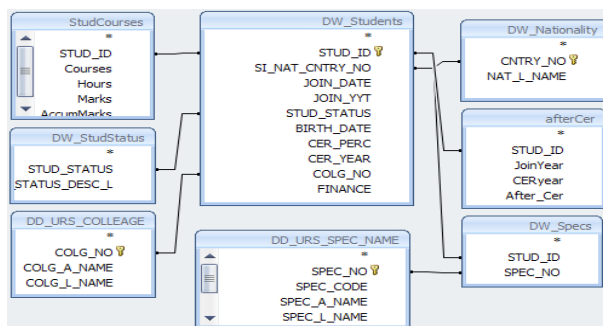 StudCourses
*
STUD_ID
Courses
Hours
Marks
AccumMarks
DW_StudStatus
*
STUD_STATUS
STATUS_DESC_L
DD_URS_COLLEAGE
*
COLG_NO
COLG_A_NAME
COLG_L_NAME
DW_Students
*
STUD_ID
SI_NAT_CNTRY_NO
JOIN_DATE
JOIN_YYT
STUD_STATUS
BIRTH_DATE
CER_PERC
CER_YEAR
COLG_NO
FINANCE
DD_URS_SPEC_NAME
*
SPEC_NO
SPEC_CODE
SPEC_A_NAME
SPEC_L_NAME
DW_Nationality
*
CNTRY_NO
NAT_L_NAME
afterCer
*
STUD_ID
JoinYear
CERyear
After_Cer
DW_Specs
*
STUD_ID
SPEC_NO